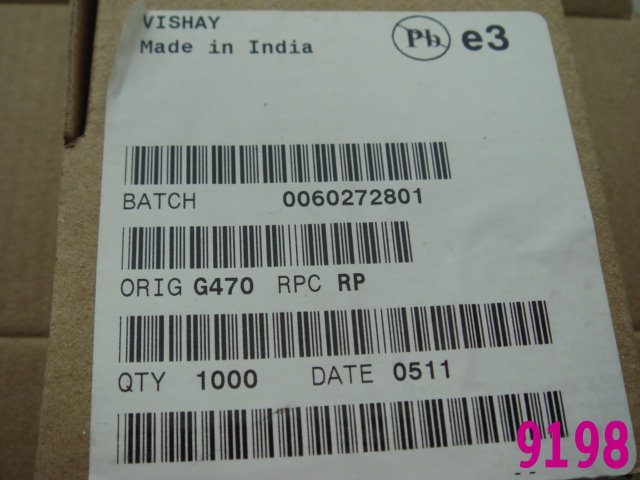 VISHAY
Made in India
Pb e3
BATCH 0060272801
ORIG G470 RPC RP
QTY 1000 DATE 0511
9198